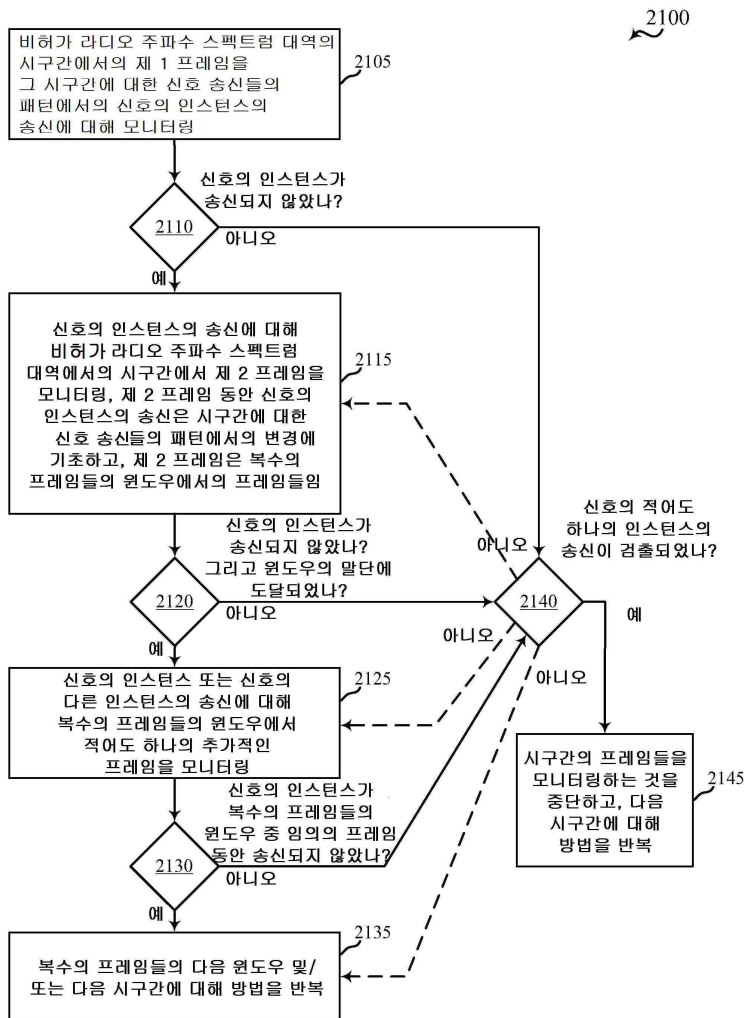 2100
비허가 라디오 주파수 스펙트럼 대역의
시구간에서의 제 1 프레임을
그 시구간에 대한 신호 송신들의
패턴에서의 신호의 인스턴스의
송신에 대해 모니터링
2105
신호의 인스턴스가
송신되지 않았나?
2110
아니오
예
신호의 인스턴스의 송신에 대해
비허가 라디오 주파수 스펙트럼
대역에서의 시구간에서 제 2 프레임을
모니터링, 제 2 프레임 동안 신호의
인스턴스의 송신은 시구간에 대한
신호 송신들의 패턴에서의 변경에
기초하고, 제 2 프레임은 복수의
프레임들의 윈도우에서의 프레임들임
2115
신호의 인스턴스가
송신되지 않았나?
그리고 윈도우의 말단에
도달되었나?
2120
아니오
예
신호의 적어도
하나의 인스턴스의
송신이 검출되었나?
2140
아니오
아니오
아니오
예
신호의 인스턴스 또는 신호의
다른 인스턴스의 송신에 대해
복수의 프레임들의 윈도우에서
적어도 하나의 추가적인
프레임을 모니터링
2125
신호의 인스턴스가
복수의 프레임들의
윈도우 중 임의의 프레임
동안 송신되지 않았나?
2130
아니오
예
시구간의 프레임들을
모니터링하는 것을
중단하고, 다음
시구간에 대해
방법을 반복
2145
복수의 프레임들의 다음 윈도우 및/
또는 다음 시구간에 대해 방법을 반복
2135